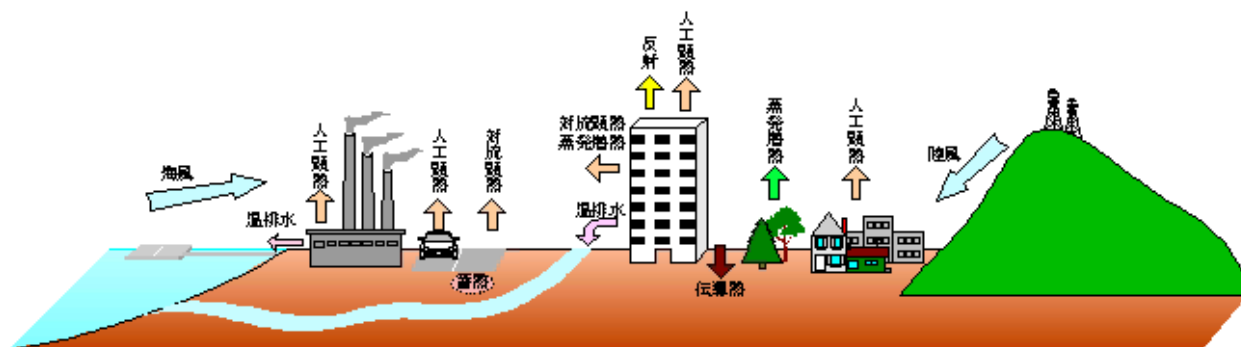 反射
人工顕熱
対流顕熱
蒸発潜熱
蒸発潜熱
人工顕熱
人工顕熱
人工顕熱
対流顕熱
海風
陸風
温排水
温排水
蓄熱
伝導熱